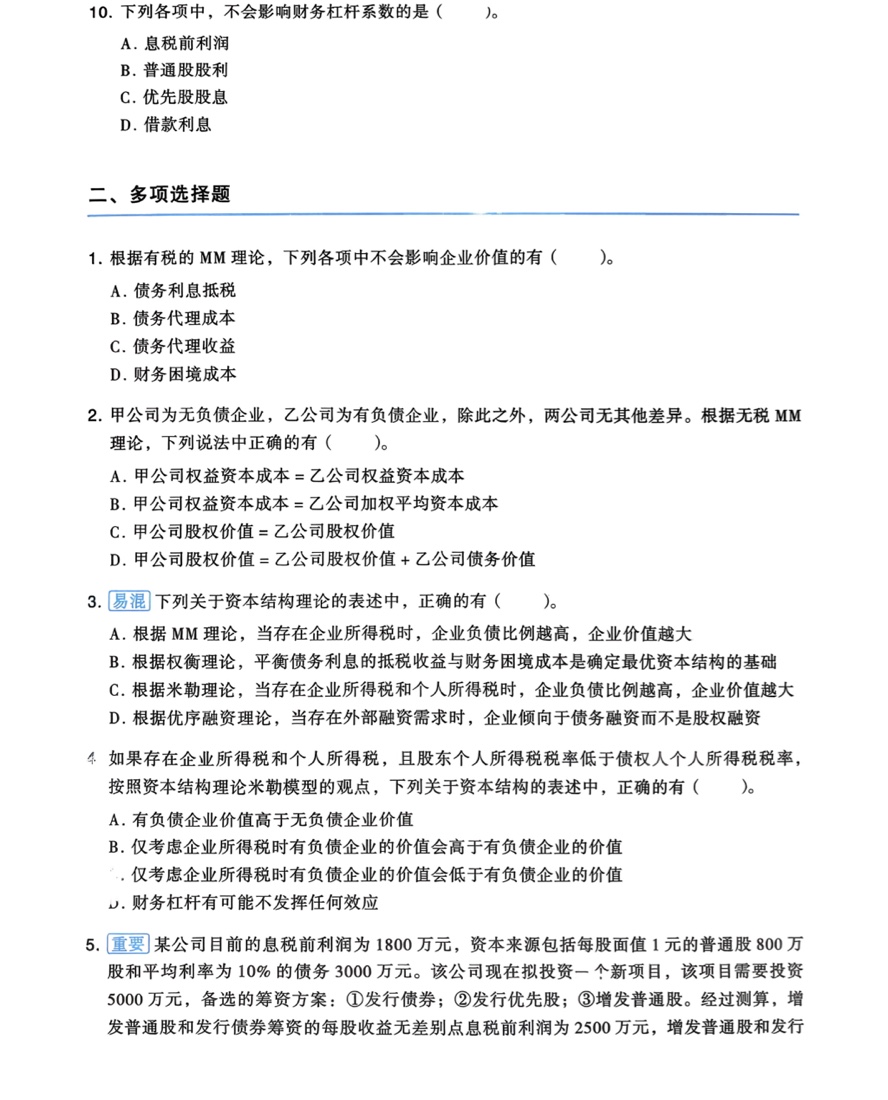 10. 下列各项中，不会影响财务杠杆系数的是（　　）。
A. 息税前利润
B. 普通股股利
C. 优先股股息
D. 借款利息
二、多项选择题
1. 根据有税的 MM 理论，下列各项中不会影响企业价值的有（　　）。
A. 债务利息抵税
B. 债务代理成本
C. 债务代理收益
D. 财务困境成本
2. 甲公司为无负债企业，乙公司为有负债企业，除此之外，两公司无其他差异。根据无税 MM
理论，下列说法中正确的有（　　）。
A. 甲公司权益资本成本 = 乙公司权益资本成本
B. 甲公司权益资本成本 = 乙公司加权平均资本成本
C. 甲公司股权价值 = 乙公司股权价值
D. 甲公司股权价值 = 乙公司股权价值 + 乙公司债务价值
3. 易混 下列关于资本结构理论的表述中，正确的有（　　）。
A. 根据 MM 理论，当存在企业所得税时，企业负债比例越高，企业价值越大
B. 根据权衡理论，平衡债务利息的抵税收益与财务困境成本是确定最优资本结构的基础
C. 根据米勒理论，当存在企业所得税和个人所得税时，企业负债比例越高，企业价值越大
D. 根据优序融资理论，当存在外部融资需求时，企业倾向于债务融资而不是股权融资
4. 如果存在企业所得税和个人所得税，且股东个人所得税税率低于债权人个人所得税税率，
按照资本结构理论米勒模型的观点，下列关于资本结构的表述中，正确的有（　　）。
A. 有负债企业价值高于无负债企业价值
B. 仅考虑企业所得税时有负债企业的价值会高于有负债企业的价值
. 仅考虑企业所得税时有负债企业的价值会低于有负债企业的价值
D. 财务杠杆有可能不发挥任何效应
5. 重要 某公司目前的息税前利润为 1800 万元，资本来源包括每股面值 1 元的普通股 800 万
股和平均利率为 10% 的债务 3000 万元。该公司现在拟投资一个新项目，该项目需要投资
5000 万元，备选的筹资方案：①发行债券；②发行优先股；③增发普通股。经过测算，增
发普通股和发行债券筹资的每股收益无差别点息税前利润为 2500 万元，增发普通股和发行